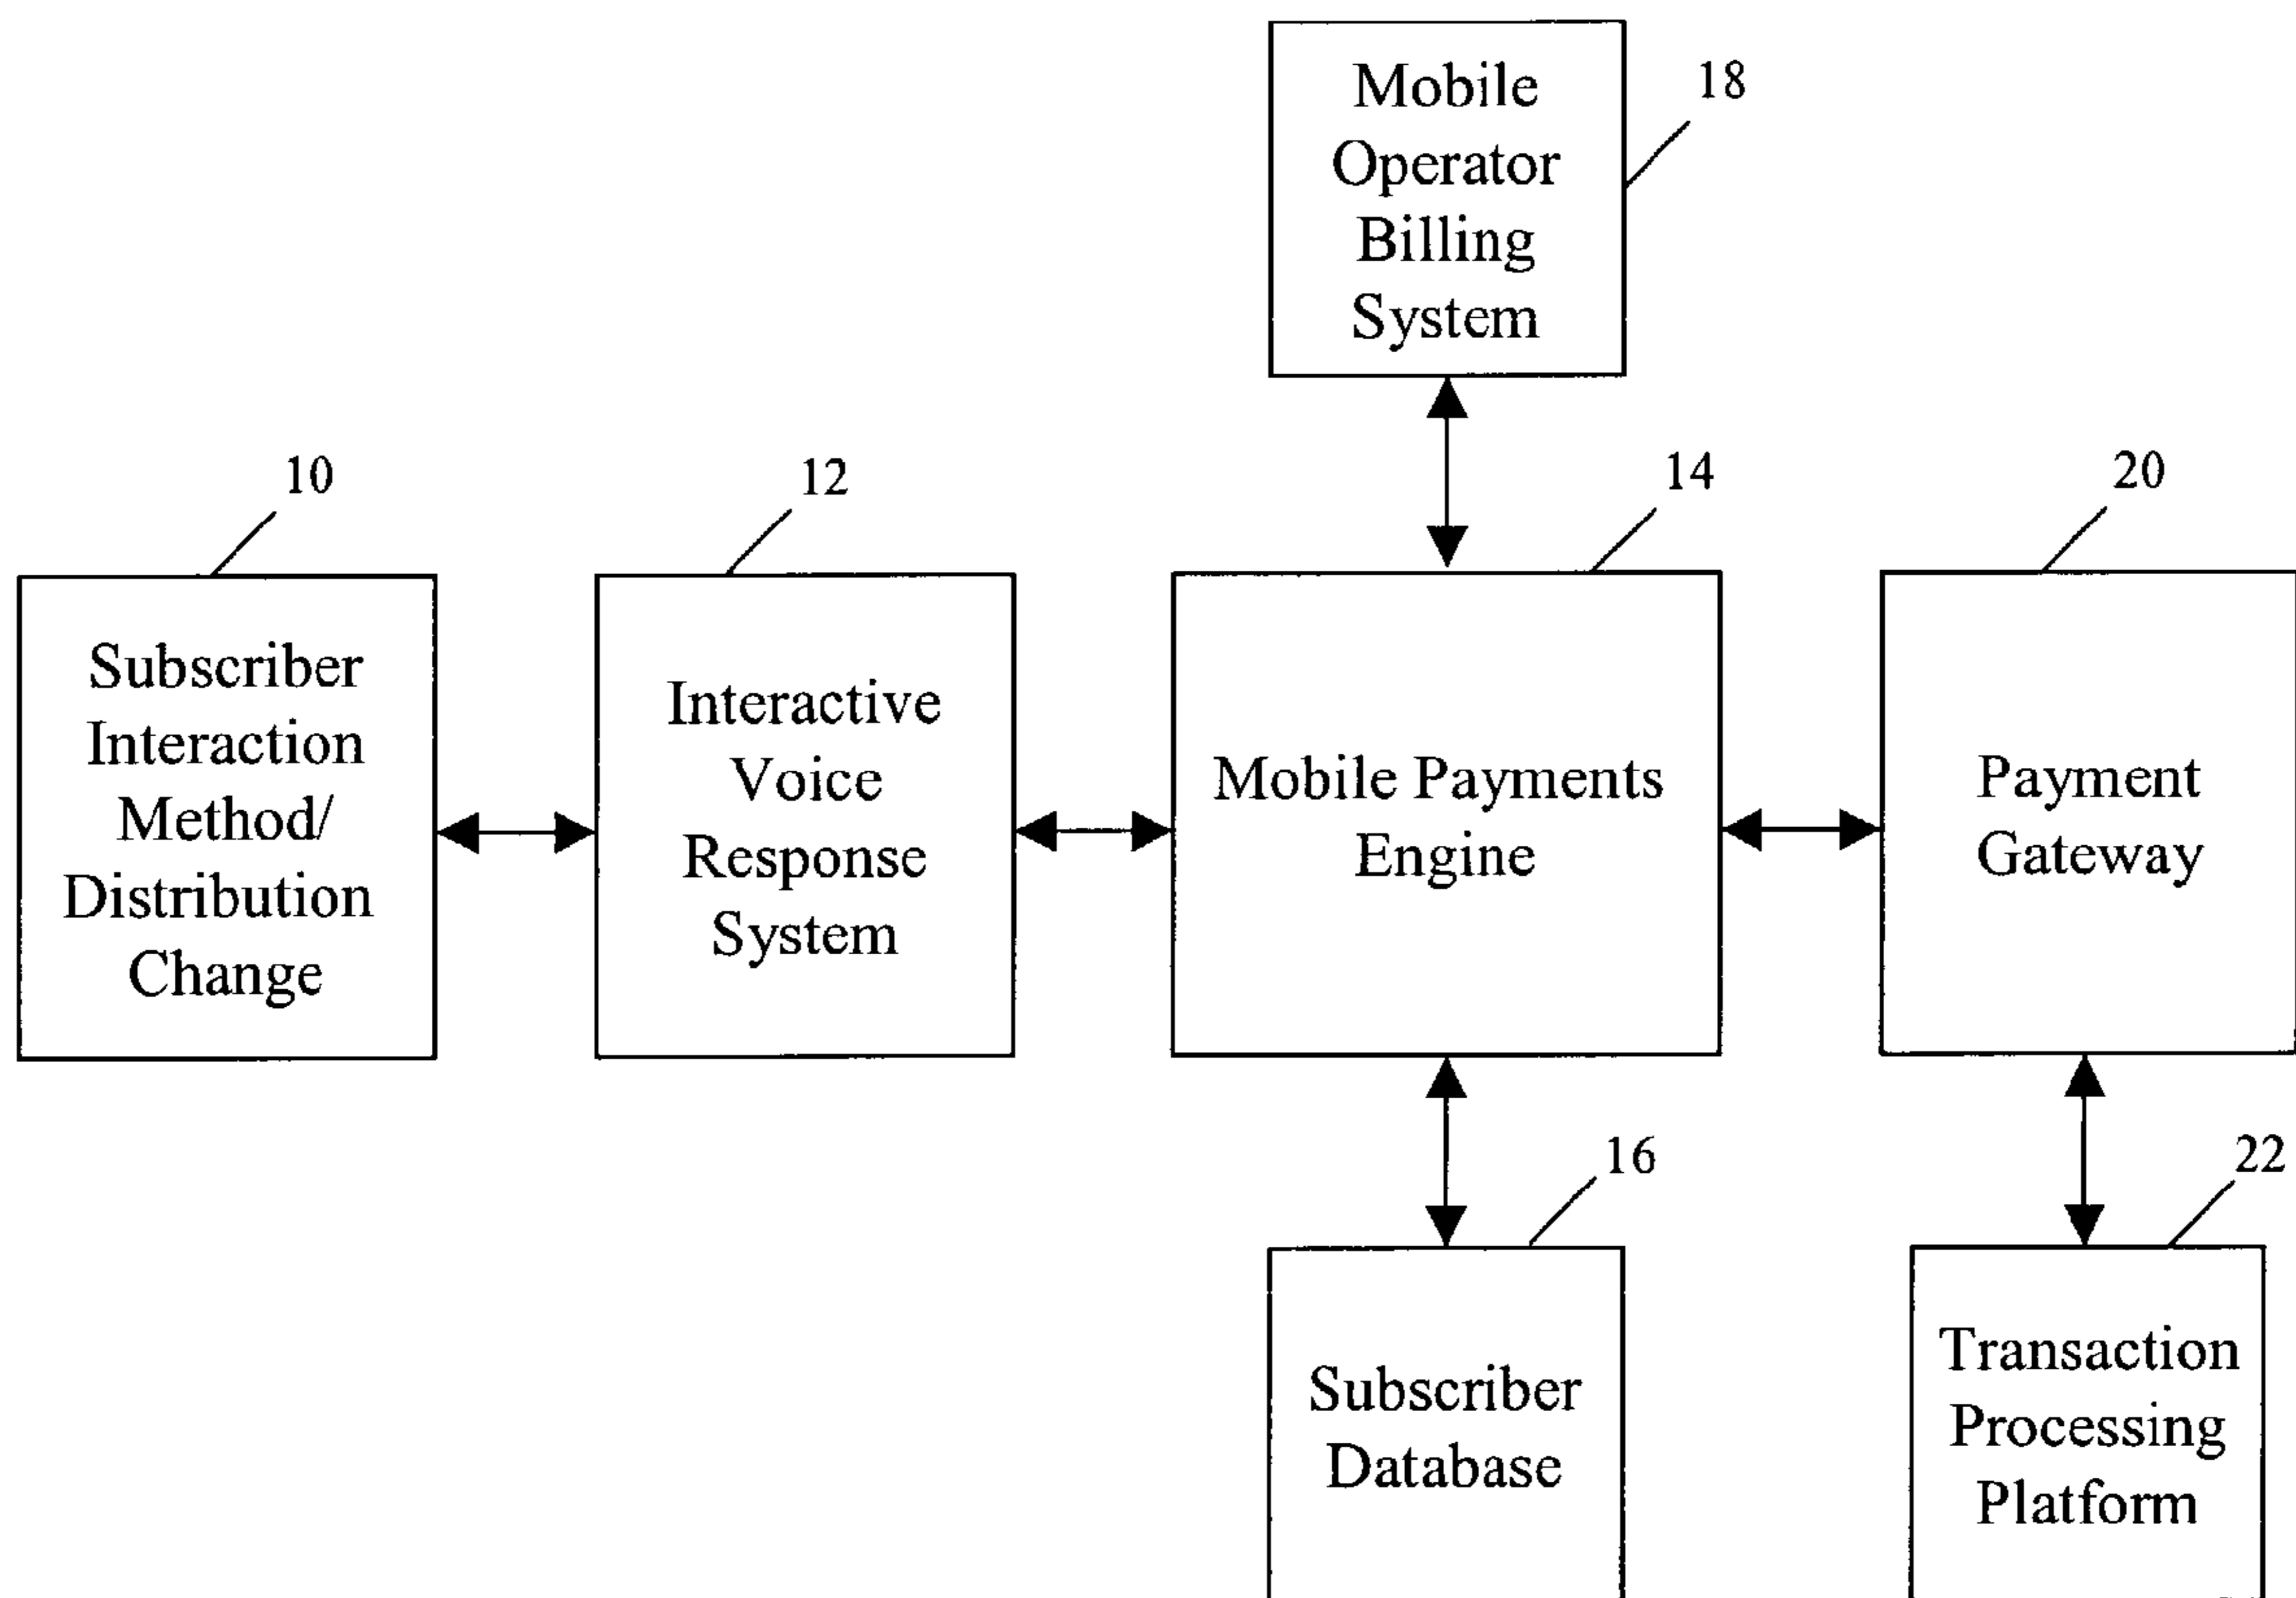 Mobile
Operator
Billing
System
18
10
Subscriber
Interaction
Method/
Distribution
Change
12
Interactive
Voice
Response
System
14
Mobile Payments
Engine
20
Payment
Gateway
16
Subscriber
Database
22
Transaction
Processing
Platform